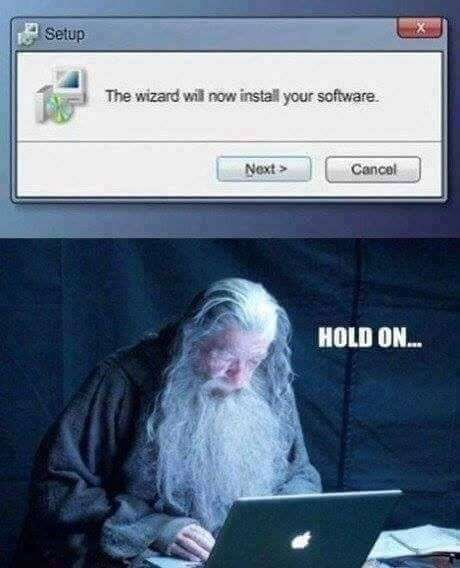 Setup
The wizard will now install your software.
Next >
Cancel
HOLD ON...